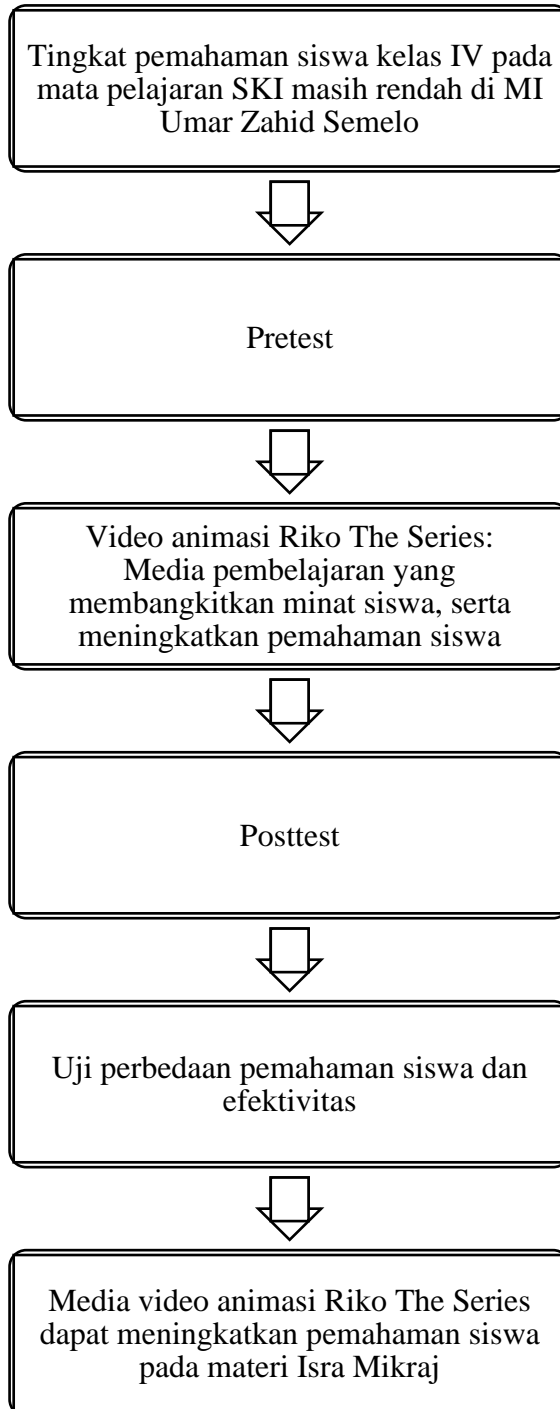 Tingkat pemahaman siswa kelas IV pada
mata pelajaran SKI masih rendah di MI
Umar Zahid Semelo
Pretest
Video animasi Riko The Series:
Media pembelajaran yang
membangkitkan minat siswa, serta
meningkatkan pemahaman siswa
Posttest
Uji perbedaan pemahaman siswa dan
efektivitas
Media video animasi Riko The Series
dapat meningkatkan pemahaman siswa
pada materi Isra Mikraj